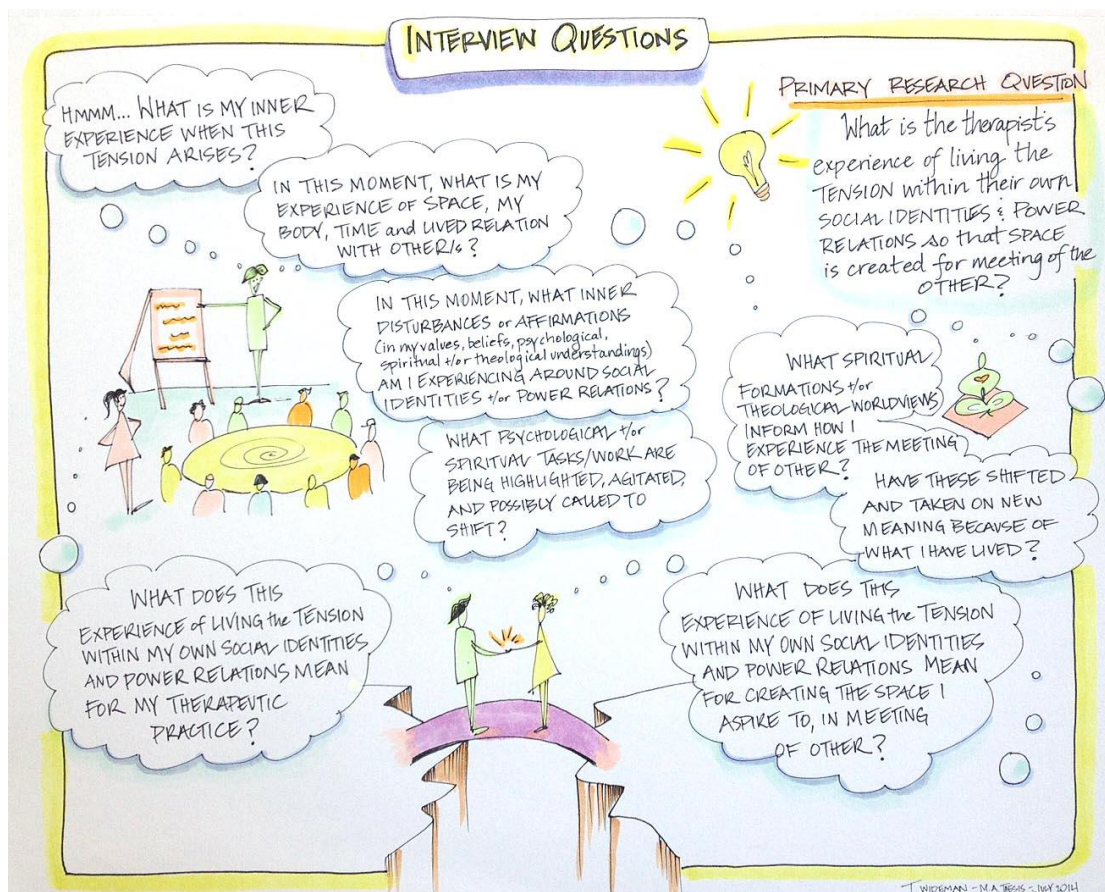 INTERVIEW QUESTIONS
HMMM... WHAT IS MY INNER
EXPERIENCE WHEN THIS
TENSION ARISES?
IN THIS MOMENT, WHAT IS MY
EXPERIENCE OF SPACE, MY
BODY, TIME and LIVED RELATION
WITH OTHER/s?
IN THIS MOMENT, WHAT INNER
DISTURBANCES or AFFIRMATIONS
(in my values, beliefs, psychological,
spiritual +/or theological understandings)
AM I EXPERIENCING AROUND SOCIAL
IDENTITIES +/or POWER RELATIONS?
WHAT PSYCHOLOGICAL +/or
SPIRITUAL TASKS/WORK ARE
BEING HIGHLIGHTED, AGITATED,
AND POSSIBLY CALLED TO
SHIFT?
PRIMARY RESEARCH QUESTION
What is the therapist's
experience of living the
TENSION within their own
SOCIAL IDENTITIES & POWER
RELATIONS so that SPACE
is created for meeting of the
OTHER?
WHAT SPIRITUAL
FORMATIONS +/or
THEOLOGICAL WORLDVIEWS
INFORM HOW I
EXPERIENCE THE MEETING
OF OTHER?
HAVE THESE SHIFTED
AND TAKEN ON NEW
MEANING BECAUSE OF
WHAT I HAVE LIVED?
WHAT DOES THIS
EXPERIENCE of LIVING the TENSION
WITHIN MY OWN SOCIAL IDENTITIES
AND POWER RELATIONS MEAN
FOR MY THERAPEUTIC
PRACTICE?
WHAT DOES THIS
EXPERIENCE OF LIVING the TENSION
WITHIN MY OWN SOCIAL IDENTITIES
AND POWER RELATIONS MEAN
FOR CREATING THE SPACE I
ASPIRE TO, IN MEETING
OF OTHER?
T. WIDEMAN - M.A THESIS - JULY 2014